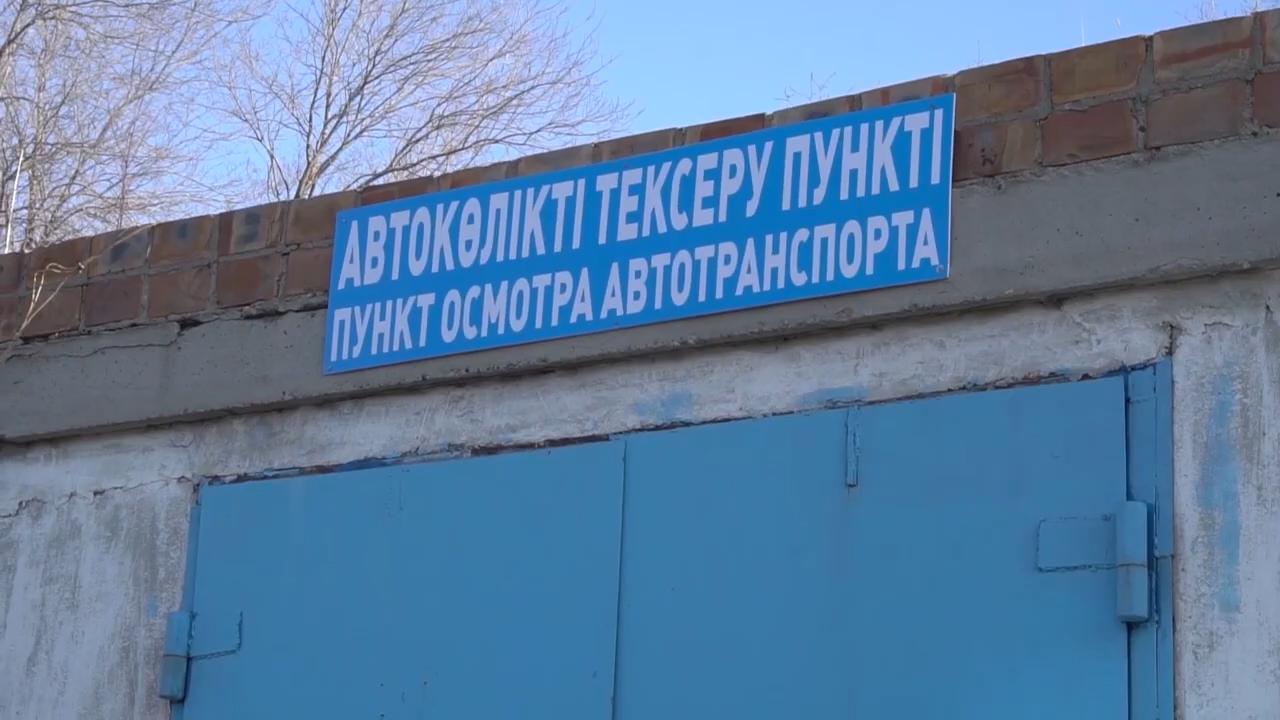 АВТОКӨЛІКТІ ТЕКСЕРУ ПУНКТІ
ПУНКТ ОСМОТРА АВТОТРАНСПОРТА